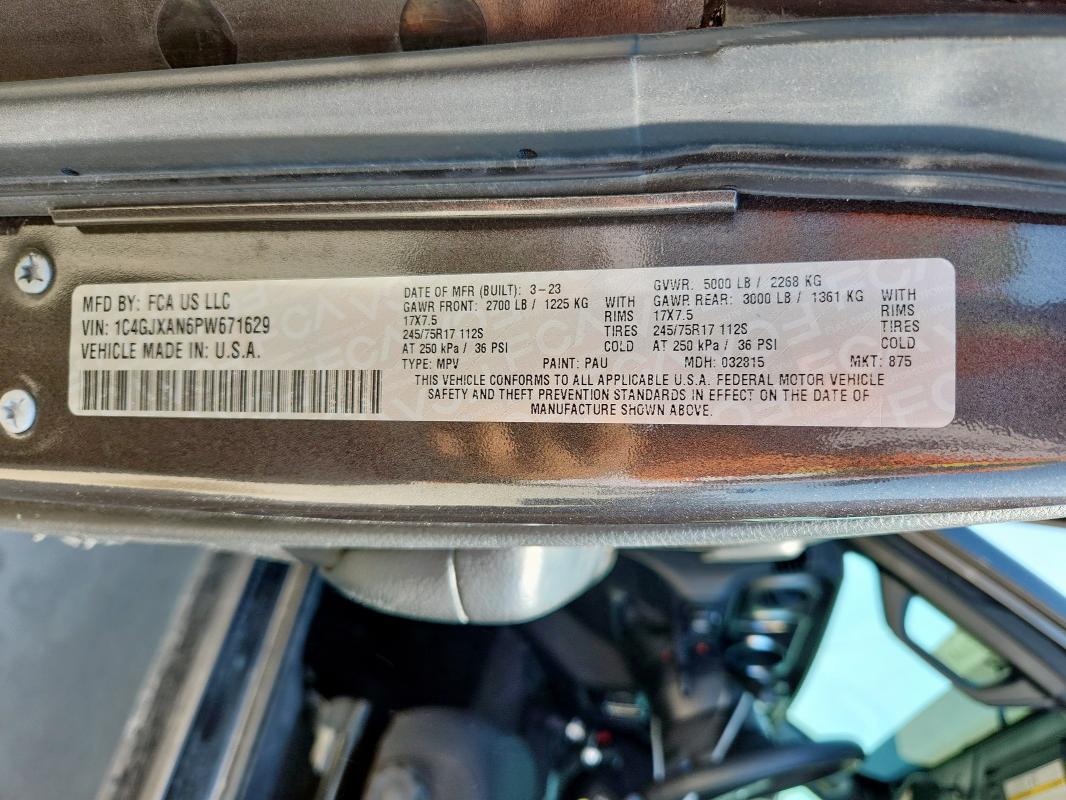 MFD BY: FCA US LLC
VIN: 1C4GJXAN6PW671629
VEHICLE MADE IN: U.S.A.
DATE OF MFR (BUILT): 3-23
GVWR: 5000 LB / 2268 KG
GAWR FRONT: 2700 LB / 1225 KG WITH
17X7.5 RIMS
245/75R17 112S TIRES
AT 250 kPa / 36 PSI COLD
GAWR REAR: 3000 LB / 1361 KG WITH
17X7.5 RIMS
245/75R17 112S TIRES
AT 250 kPa / 36 PSI COLD
TYPE: MPV PAINT: PAU MDH: 032815 MKT: 875
THIS VEHICLE CONFORMS TO ALL APPLICABLE U.S.A. FEDERAL MOTOR VEHICLE
SAFETY AND THEFT PREVENTION STANDARDS IN EFFECT ON THE DATE OF
MANUFACTURE SHOWN ABOVE.